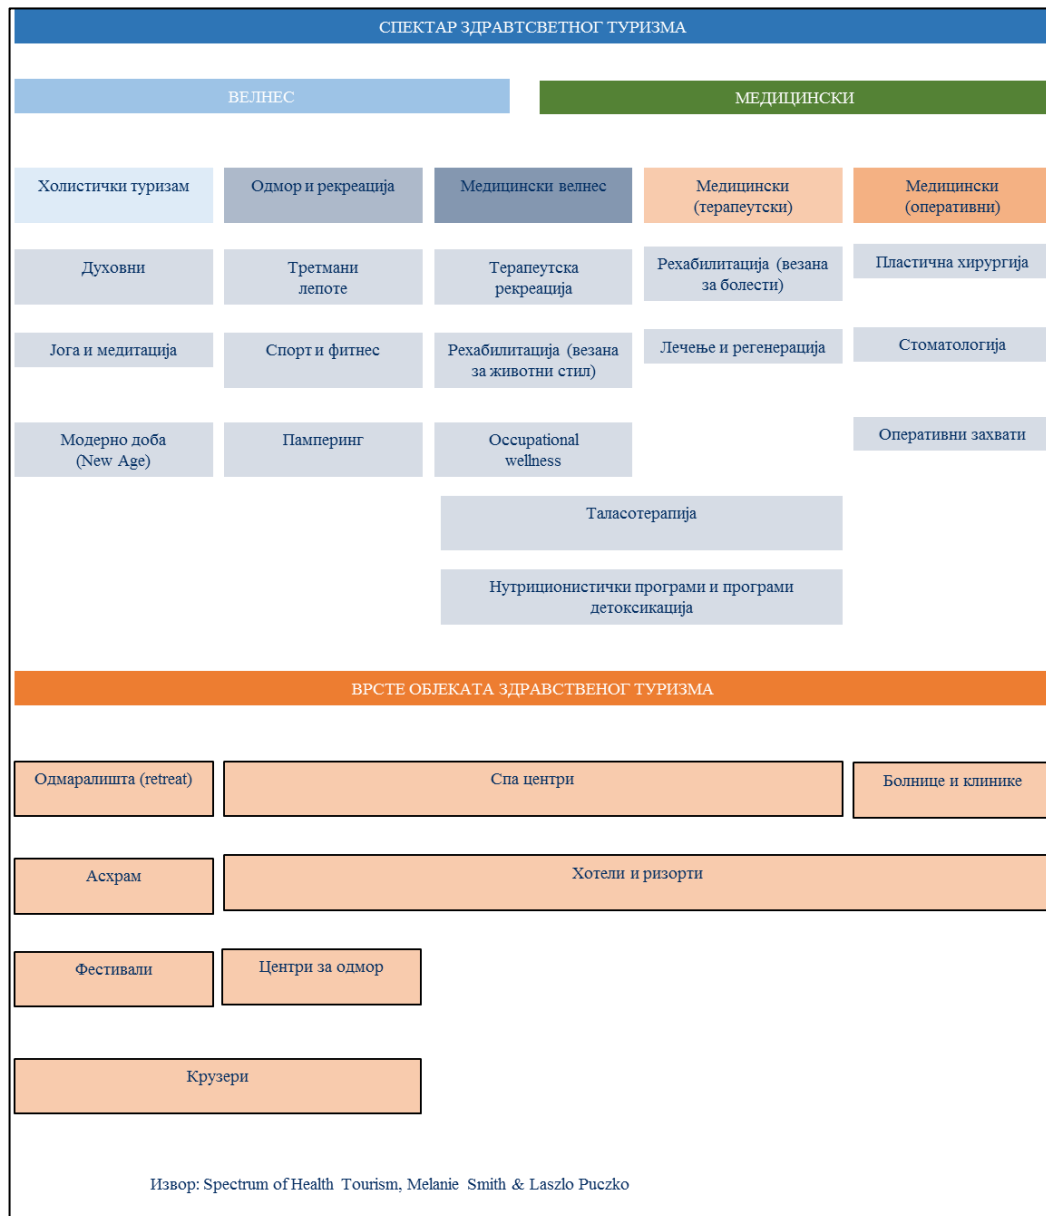 СПЕКТАР ЗДРАВТСВЕТНОГ ТУРИЗМА
ВЕЛНЕС
МЕДИЦИНСКИ
Холистички туризам
Одмор и рекреација
Медицински велнес
Медицински
(терапеутски)
Медицински
(оперативни)
Духовни
Третмани
лепоте
Терапеутска
рекреација
Рехабилитација (везана
за болести)
Пластична хирургија
Јога и медитација
Спорт и фитнес
Рехабилитација (везана
за животни стил)
Лечење и регенерација
Стоматологија
Модерно доба
(New Age)
Памперинг
Occupational
wellness
Оперативни захвати
Таласотерапија
Нутриционистички програми и програми
детоксикација
ВРСТЕ ОБЈЕКАТА ЗДРАВСТВЕНОГ ТУРИЗМА
Одмаралишта (retreat)
Спа центри
Болнице и клинике
Асхрам
Хотели и ризорти
Фестивали
Центри за одмор
Крузери
Извор: Spectrum of Health Tourism, Melanie Smith & Laszlo Puczko